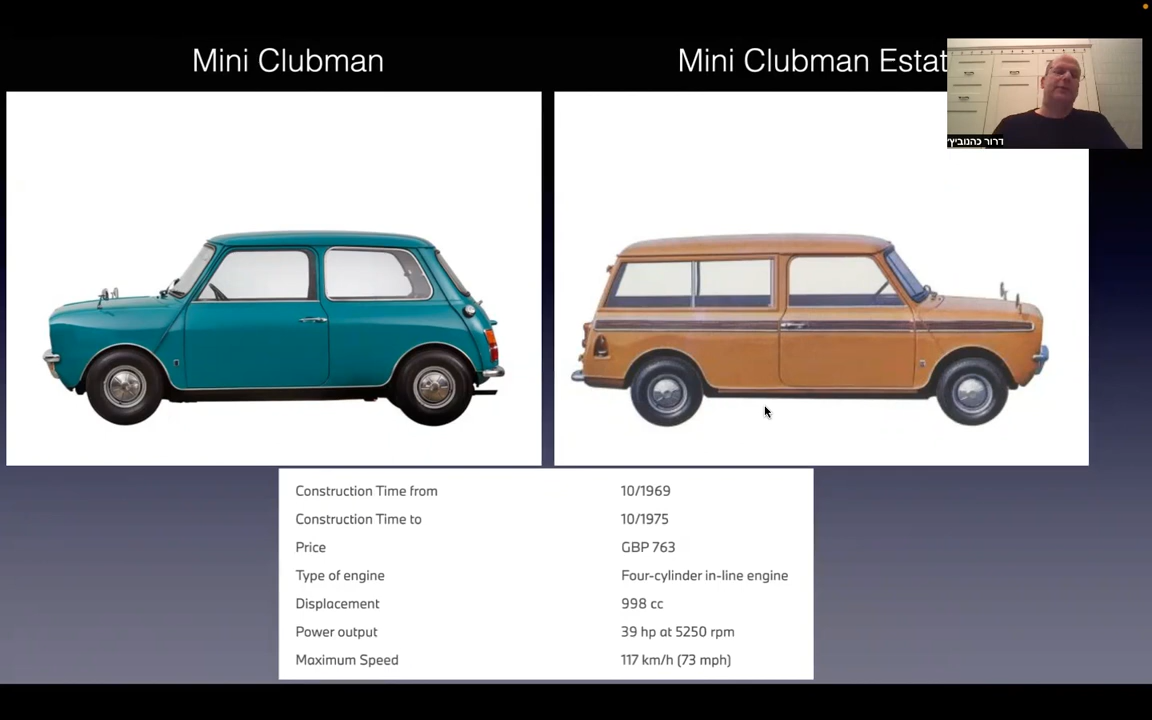 Mini Clubman
Mini Clubman Estat
דרור כהנוביץ'
Construction Time from 10/1969
Construction Time to 10/1975
Price GBP 763
Type of engine Four-cylinder in-line engine
Displacement 998 cc
Power output 39 hp at 5250 rpm
Maximum Speed 117 km/h (73 mph)